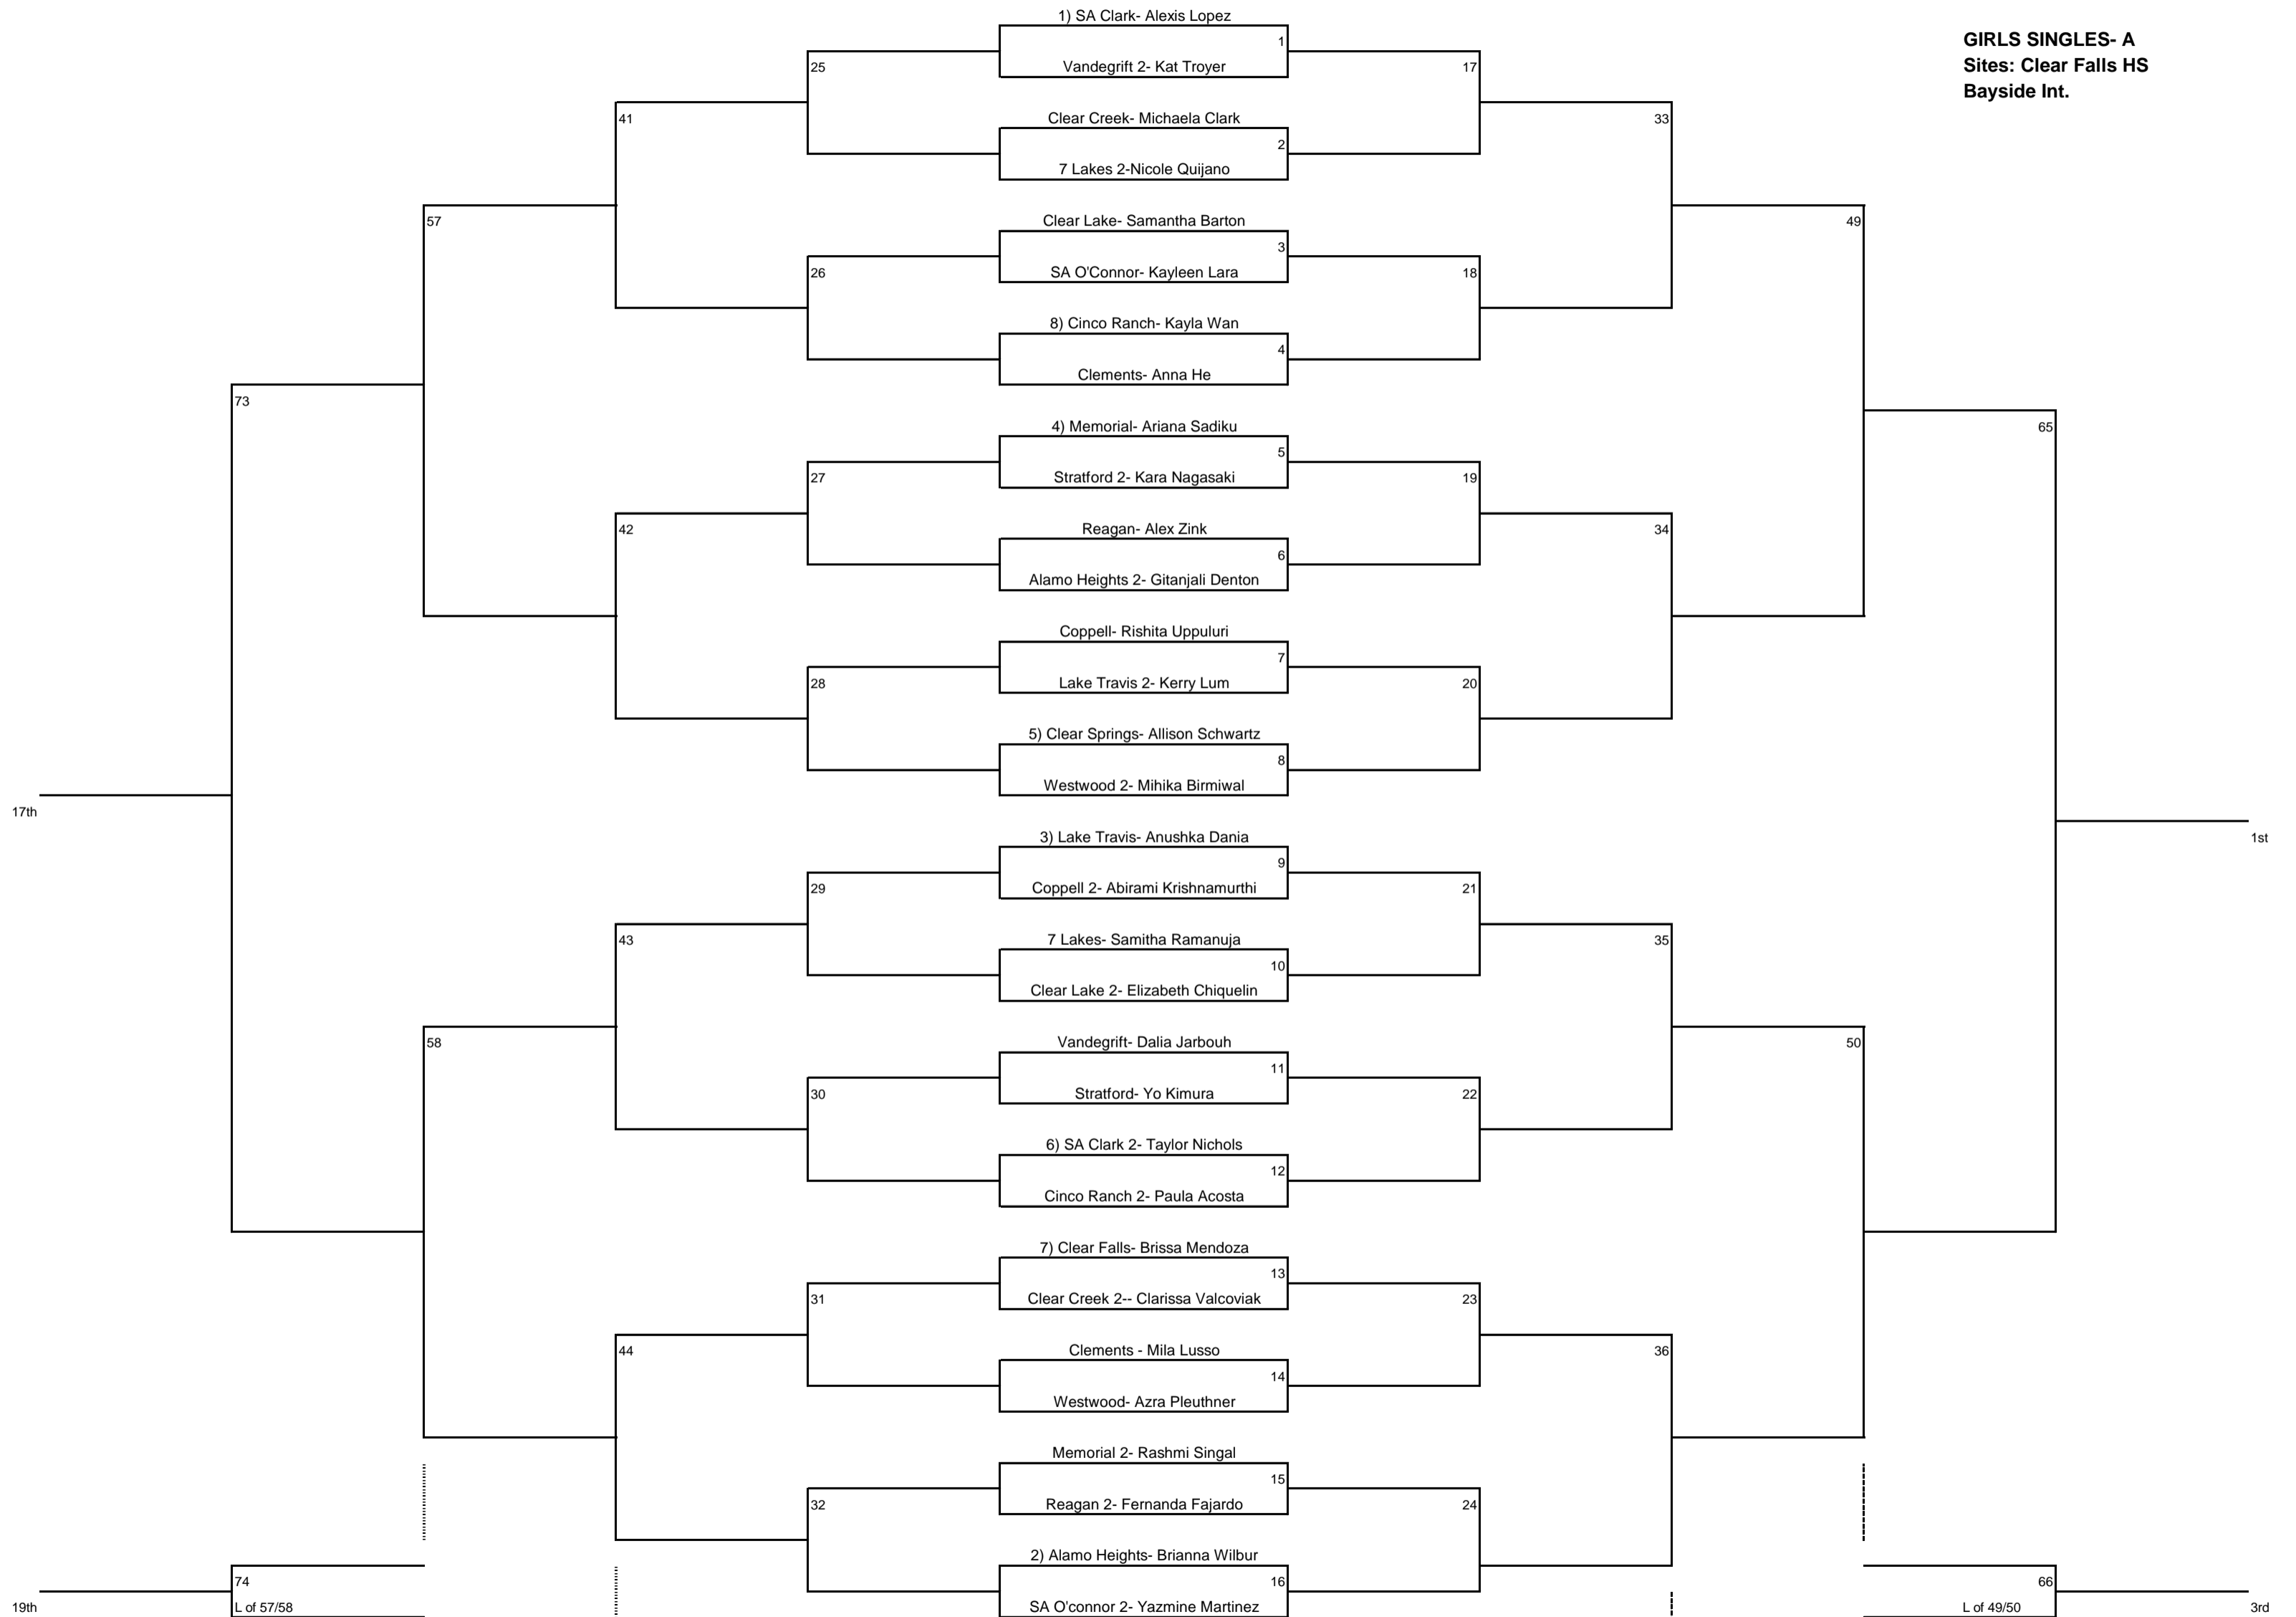 1) SA Clark- Alexis Lopez
GIRLS SINGLES- A
Sites: Clear Falls HS
Bayside Int.
1
25
Vandegrift 2- Kat Troyer
17
41
Clear Creek- Michaela Clark
33
2
7 Lakes 2-Nicole Quijano
57
Clear Lake- Samantha Barton
49
3
26
SA O'Connor- Kayleen Lara
18
8) Cinco Ranch- Kayla Wan
4
Clements- Anna He
73
4) Memorial- Ariana Sadiku
65
5
27
Stratford 2- Kara Nagasaki
19
42
Reagan- Alex Zink
34
6
Alamo Heights 2- Gitanjali Denton
Coppell- Rishita Uppuluri
7
28
Lake Travis 2- Kerry Lum
20
5) Clear Springs- Allison Schwartz
8
Westwood 2- Mihika Birmiwal
17th
3) Lake Travis- Anushka Dania
1st
9
29
Coppell 2- Abirami Krishnamurthi
21
43
7 Lakes- Samitha Ramanuja
35
10
Clear Lake 2- Elizabeth Chiquelin
58
Vandegrift- Dalia Jarbouh
50
11
30
Stratford- Yo Kimura
22
6) SA Clark 2- Taylor Nichols
12
Cinco Ranch 2- Paula Acosta
7) Clear Falls- Brissa Mendoza
13
31
Clear Creek 2-- Clarissa Valcoviak
23
44
Clements - Mila Lusso
36
14
Westwood- Azra Pleuthner
Memorial 2- Rashmi Singal
15
32
Reagan 2- Fernanda Fajardo
24
2) Alamo Heights- Brianna Wilbur
74
16
66
19th
L of 57/58
SA O'connor 2- Yazmine Martinez
L of 49/50
3rd